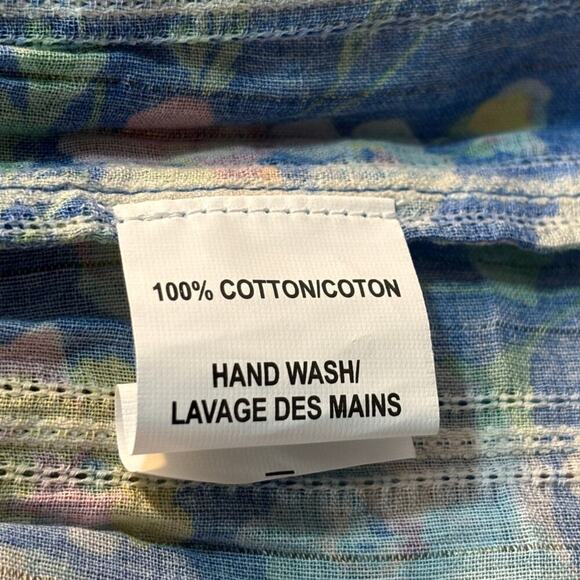 100% COTTON/COTON
HAND WASH/
LAVAGE DES MAINS